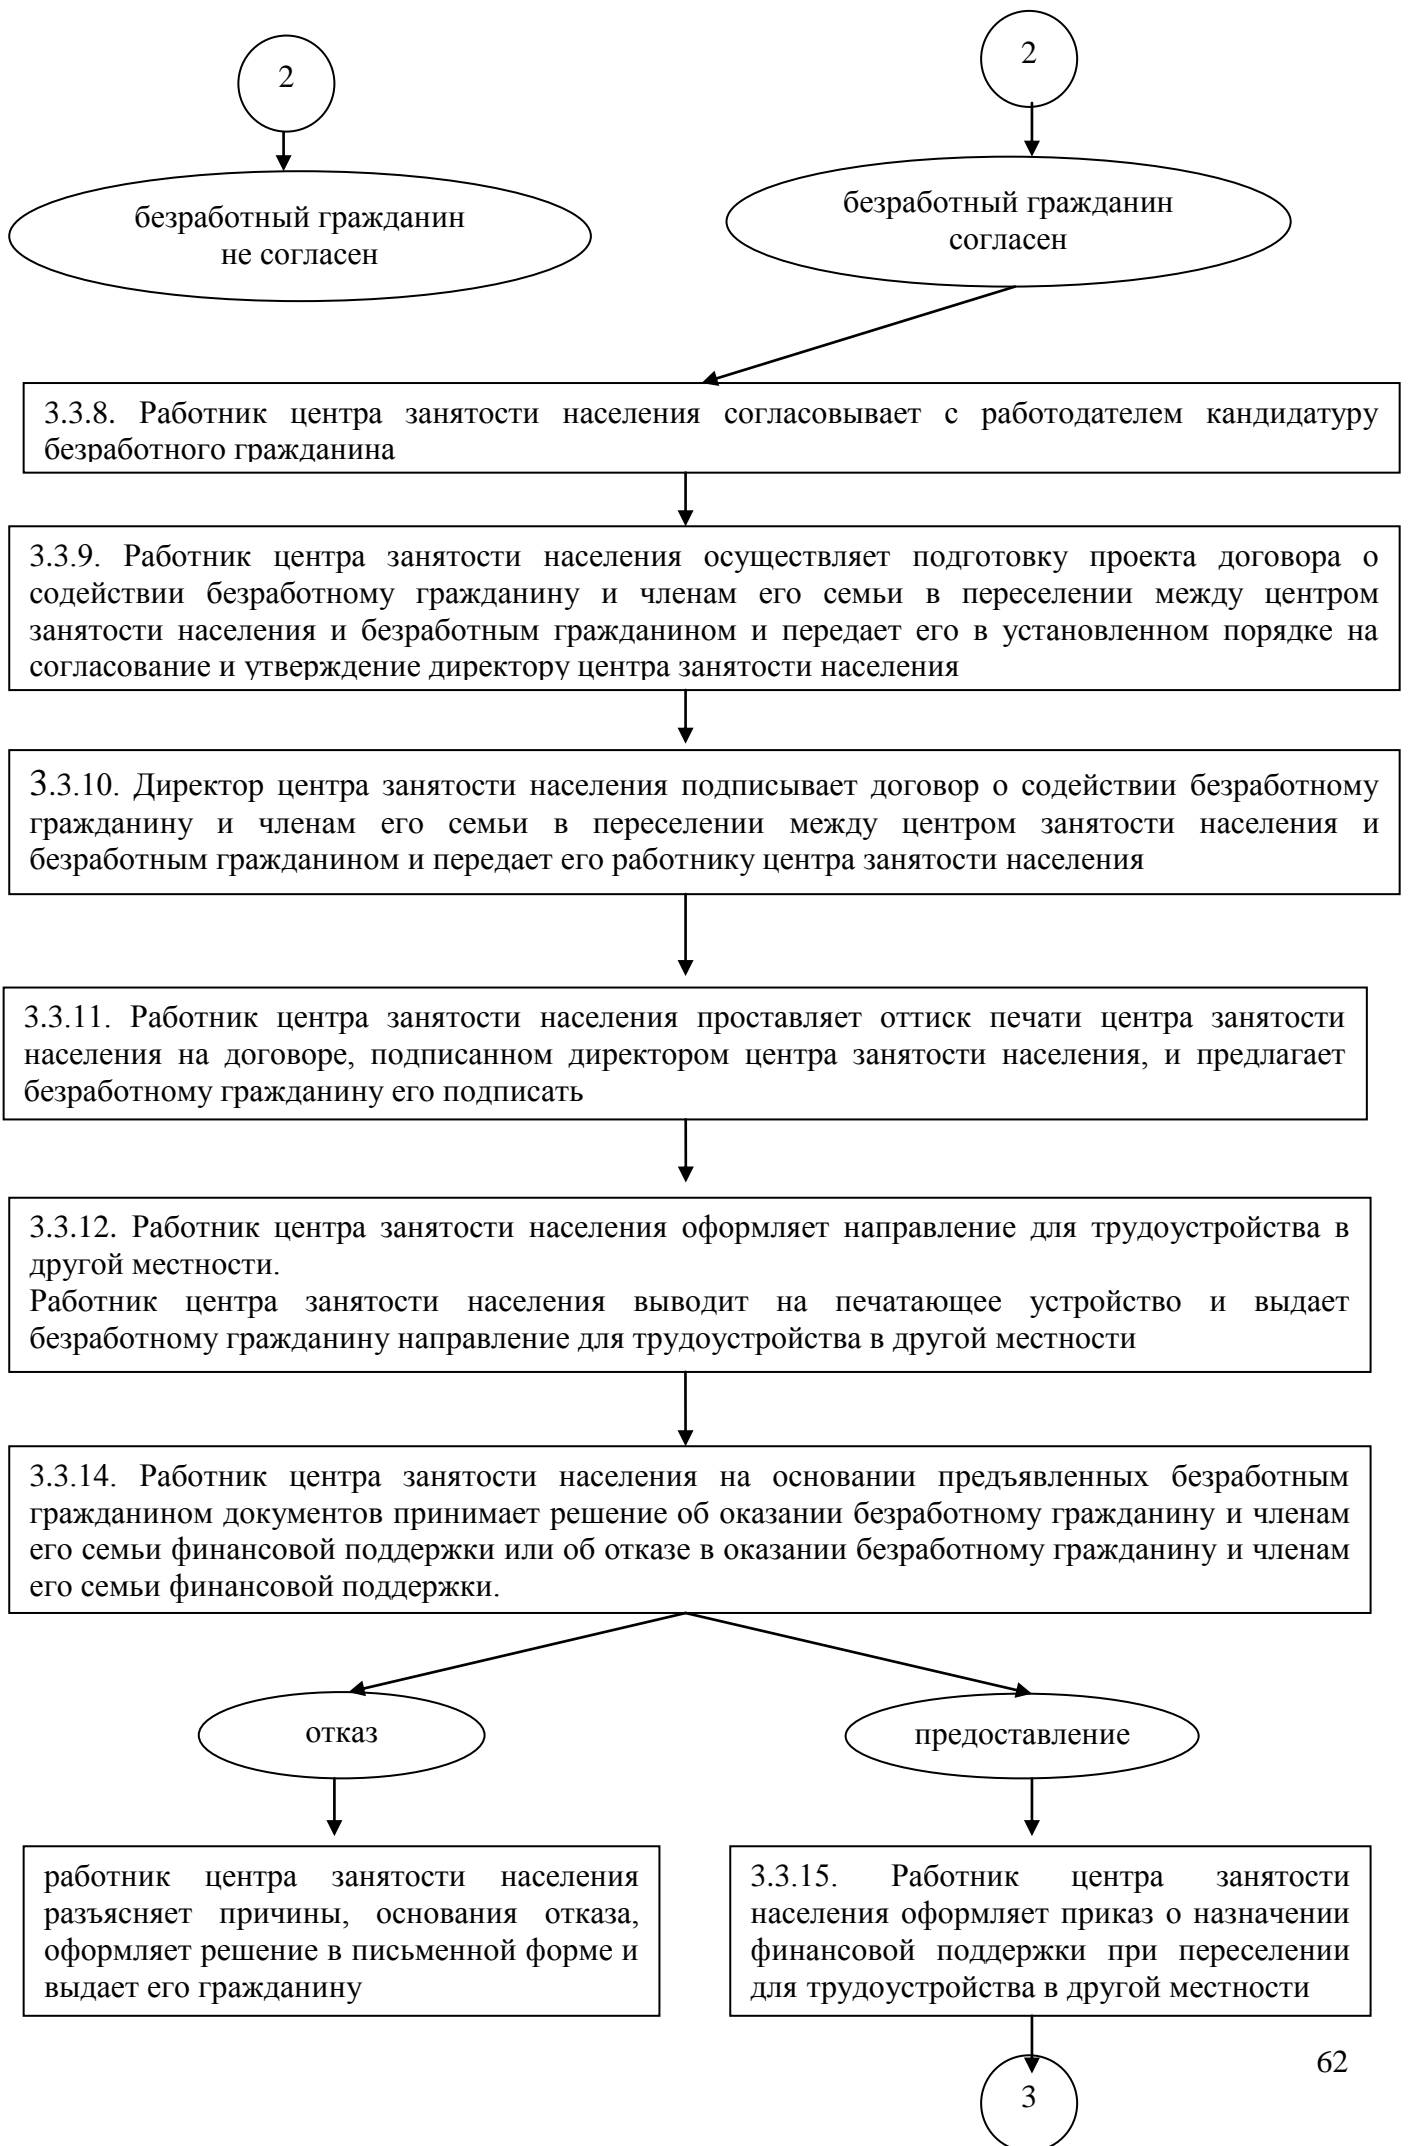 2
2
безработный гражданин
не согласен
безработный гражданин
согласен
3.3.8. Работник центра занятости населения согласовывает с работодателем кандидатуру
безработного гражданина
3.3.9. Работник центра занятости населения осуществляет подготовку проекта договора о
содействии безработному гражданину и членам его семьи в переселении между центром
занятости населения и безработным гражданином и передает его в установленном порядке на
согласование и утверждение директору центра занятости населения
3.3.10. Директор центра занятости населения подписывает договор о содействии безработному
гражданину и членам его семьи в переселении между центром занятости населения и
безработным гражданином и передает его работнику центра занятости населения
3.3.11. Работник центра занятости населения проставляет оттиск печати центра занятости
населения на договоре, подписанном директором центра занятости населения, и предлагает
безработному гражданину его подписать
3.3.12. Работник центра занятости населения оформляет направление для трудоустройства в
другой местности.
Работник центра занятости населения выводит на печатающее устройство и выдает
безработному гражданину направление для трудоустройства в другой местности
3.3.14. Работник центра занятости населения на основании предъявленных безработным
гражданином документов принимает решение об оказании безработному гражданину и членам
его семьи финансовой поддержки или об отказе в оказании безработному гражданину и членам
его семьи финансовой поддержки.
отказ
предоставление
работник центра занятости населения
разъясняет причины, основания отказа,
оформляет решение в письменной форме и
выдает его гражданину
3.3.15. Работник центра занятости
населения оформляет приказ о назначении
финансовой поддержки при переселении
для трудоустройства в другой местности
62
3